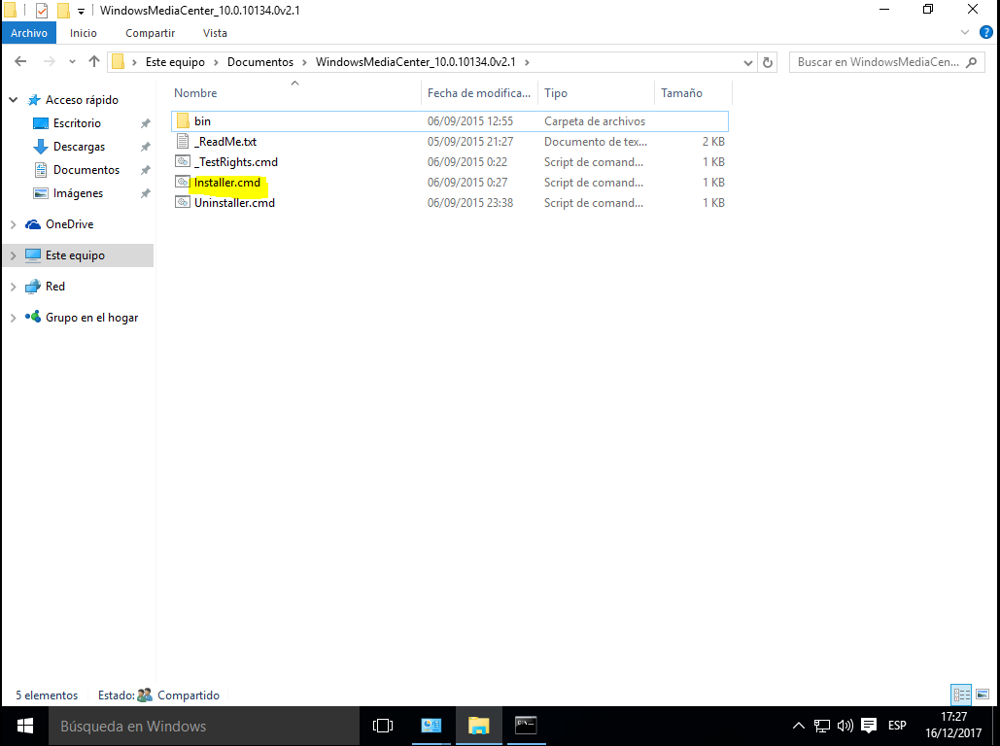 WindowsMediaCenter_10.0.10134.0v2.1
Archivo Inicio Compartir Vista
Este equipo Documentos WindowsMediaCenter_10.0.10134.0v2.1 Buscar en WindowsMediaCen...
Nombre Fecha de modifica... Tipo Tamaño
Acceso rápido
Escritorio
Descargas
Documentos
Imágenes
OneDrive
Este equipo
Red
Grupo en el hogar
bin 06/09/2015 12:55 Carpeta de archivos
_ReadMe.txt 05/09/2015 21:27 Documento de tex... 2 KB
_TestRights.cmd 06/09/2015 0:22 Script de comand... 1 KB
Installer.cmd 06/09/2015 0:27 Script de comand... 1 KB
Uninstaller.cmd 06/09/2015 23:38 Script de comand... 1 KB
5 elementos Estado: Compartido
Búsqueda en Windows ESP 17:27
16/12/2017